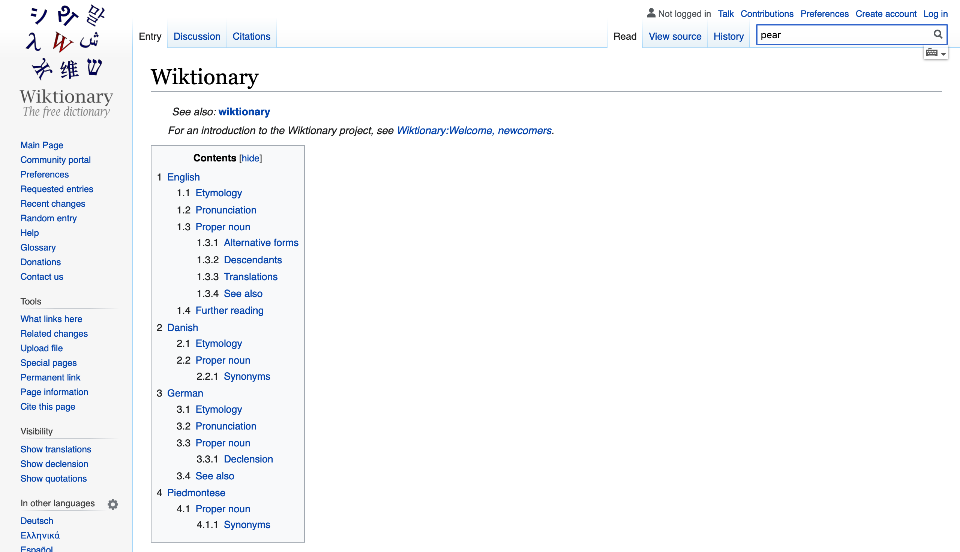 シ Wiktionary
The free dictionary
Not logged in Talk Contributions Preferences Create account Log in
Entry Discussion Citations Read View source History pear
Wiktionary
See also: wiktionary
For an introduction to the Wiktionary project, see Wiktionary:Welcome, newcomers.
Contents [hide]
1 English
1.1 Etymology
1.2 Pronunciation
1.3 Proper noun
1.3.1 Alternative forms
1.3.2 Descendants
1.3.3 Translations
1.3.4 See also
1.4 Further reading
2 Danish
2.1 Etymology
2.2 Proper noun
2.2.1 Synonyms
3 German
3.1 Etymology
3.2 Pronunciation
3.3 Proper noun
3.3.1 Declension
3.4 See also
4 Piedmontese
4.1 Proper noun
4.1.1 Synonyms
Main Page
Community portal
Preferences
Requested entries
Recent changes
Random entry
Help
Glossary
Donations
Contact us
Tools
What links here
Related changes
Upload file
Special pages
Permanent link
Page information
Cite this page
Visibility
Show translations
Show declension
Show quotations
In other languages
Deutsch
Ελληνικά
Español